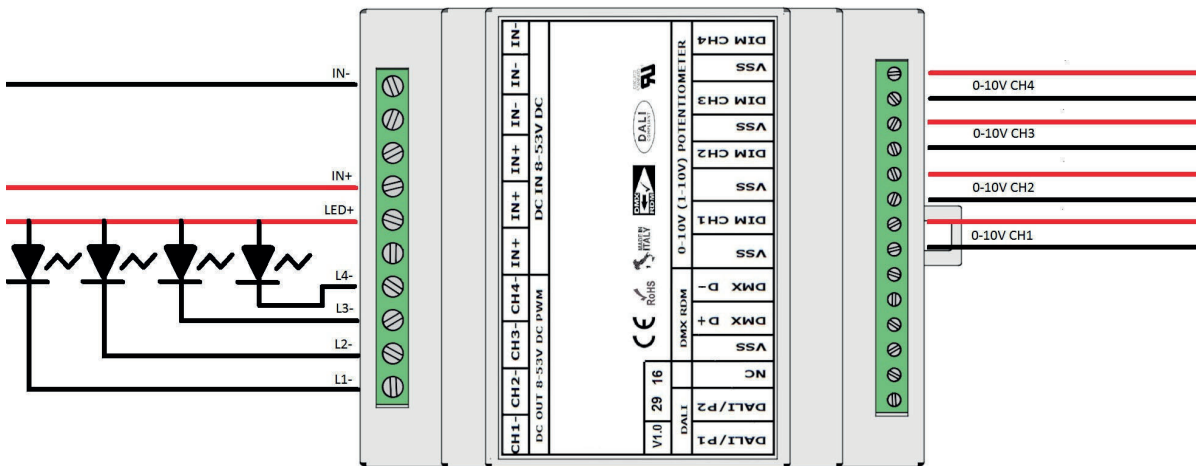 IN-
IN+
LED+
L4-
L3-
L2-
L1-
CH1- CH2- CH3- CH4- IN+ IN+ IN+ IN- IN- IN-
DC OUT 8-53V DC PWM DC IN 8-53V DC
V1.0 29 16
CE RoHS MADE IN ITALY DMX RDM DALI
DALI DMX RDM 0-10V (1-10V) POTENTIOMETER
DIM CH4
VSS
DIM CH3
VSS
DIM CH2
VSS
DIM CH1
VSS
DMX D-
DMX D+
VSS
NC
DALI/P2
DALI/P1
0-10V CH4
0-10V CH3
0-10V CH2
0-10V CH1